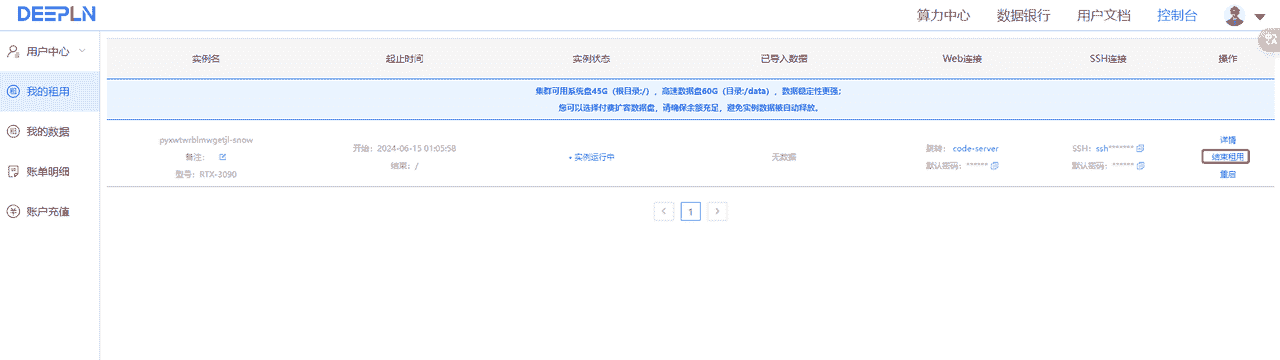 DEEPLN
算力中心 数据银行 用户文档 控制台
用户中心
我的租用
我的数据
账单明细
账户充值
实例名 起止时间 实例状态 已导入数据 Web连接 SSH连接 操作
集群可用系统盘45G（根目录:/），高速数据盘60G（目录:/data），数据稳定性更强；
您可以选择付费扩容数据盘，请确保余额充足，避免实例数据被自动释放。
pyxwtwrblmwgetjl-snow
备注：
型号：RTX-3090
开始：2024-06-15 01:05:58
结束：/
• 实例运行中
无数据
跳转： code-server
默认密码：******
SSH：ssh*******
默认密码：******
详情
结束租用
重启
< 1 >